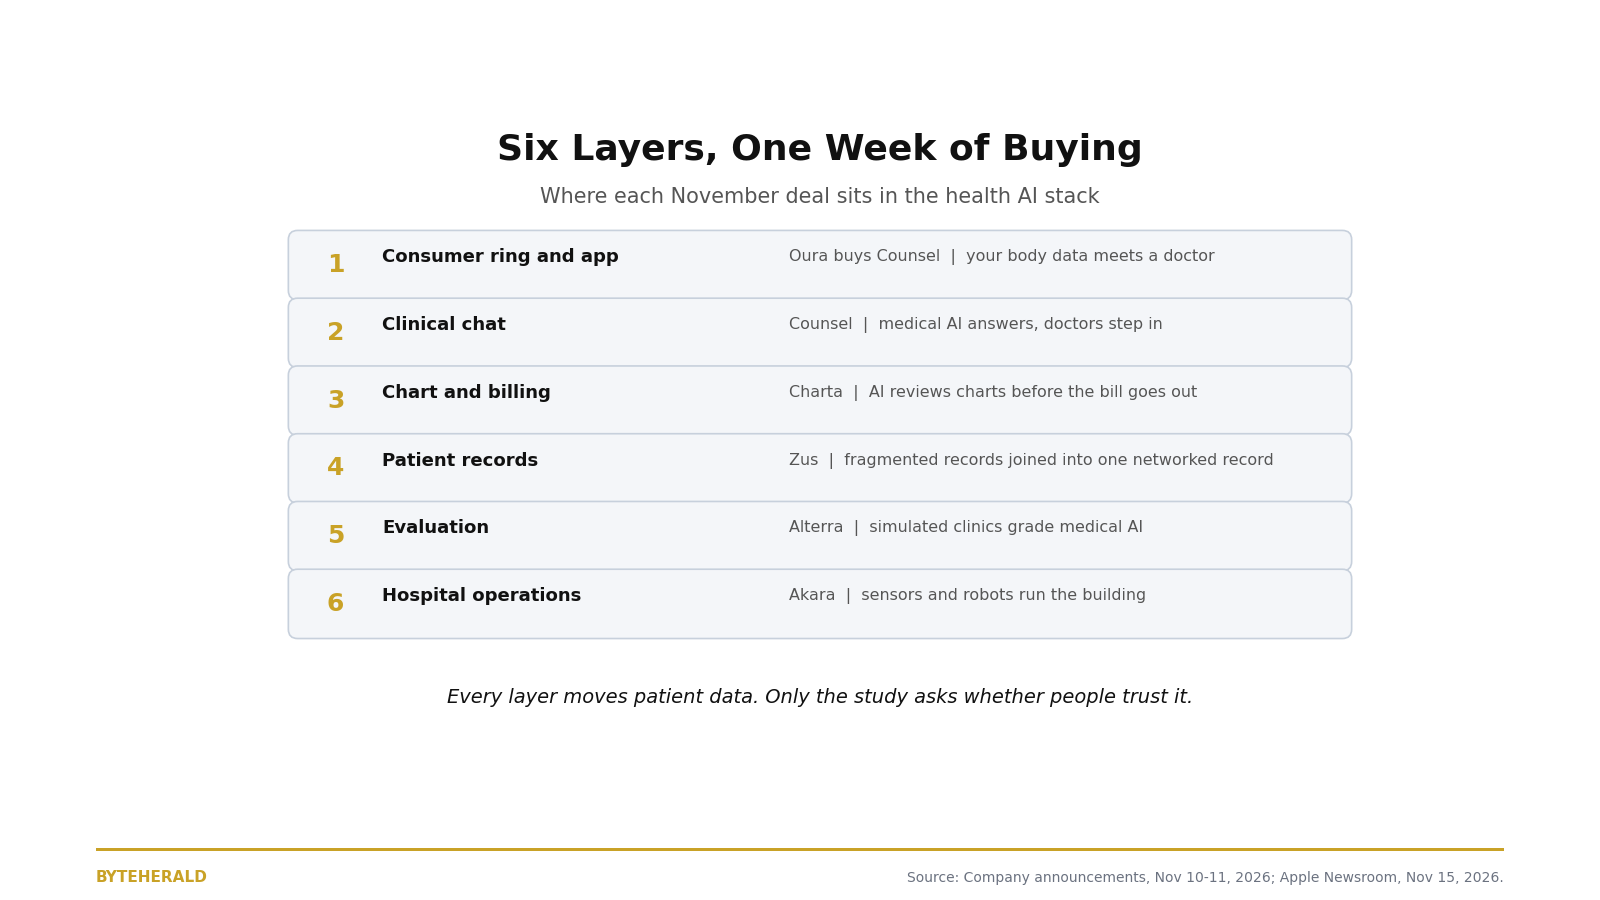 Six Layers, One Week of Buying
Where each November deal sits in the health AI stack
1 Consumer ring and app Oura buys Counsel | your body data meets a doctor
2 Clinical chat Counsel | medical AI answers, doctors step in
3 Chart and billing Charta | AI reviews charts before the bill goes out
4 Patient records Zus | fragmented records joined into one networked record
5 Evaluation Alterra | simulated clinics grade medical AI
6 Hospital operations Akara | sensors and robots run the building
Every layer moves patient data. Only the study asks whether people trust it.
BYTEHERALD Source: Company announcements, Nov 10-11, 2026; Apple Newsroom, Nov 15, 2026.